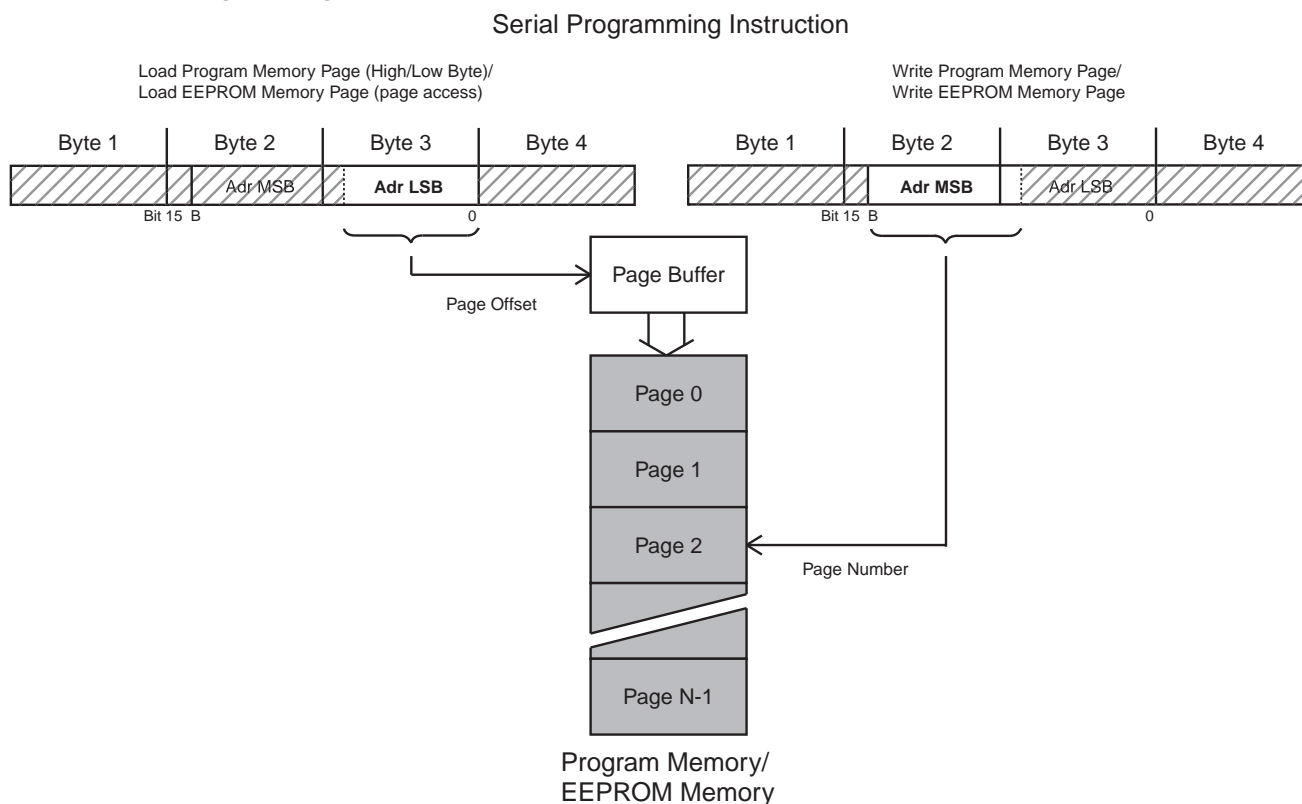 Serial Programming Instruction
Load Program Memory Page (High/Low Byte)/
Load EEPROM Memory Page (page access)
Write Program Memory Page/
Write EEPROM Memory Page
Byte 1 Byte 2 Byte 3 Byte 4
Byte 1 Byte 2 Byte 3 Byte 4
Adr MSB Adr LSB
Adr MSB Adr LSB
Bit 15 B 0
Bit 15 B 0
Page Buffer
Page Offset
Page 0
Page 1
Page 2
Page Number
Page N-1
Program Memory/
EEPROM Memory